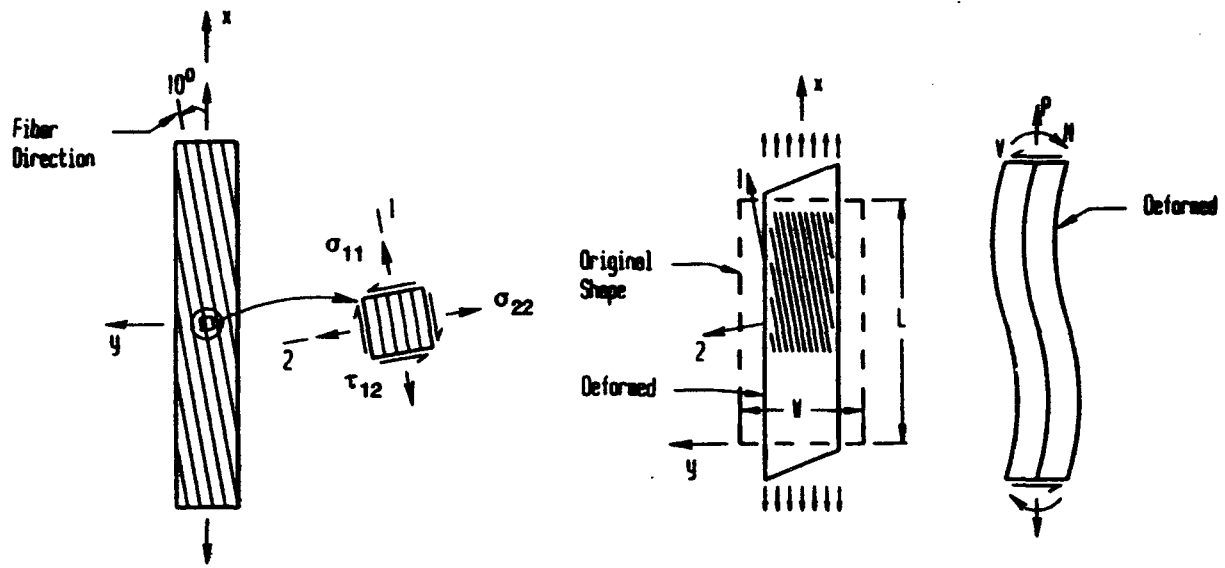 x
10°
Fiber
Direction
1
σ11
σ22
y
2
τ12
x
1
Original
Shape
2
L
Deformed
W
y
P
V
M
Deformed